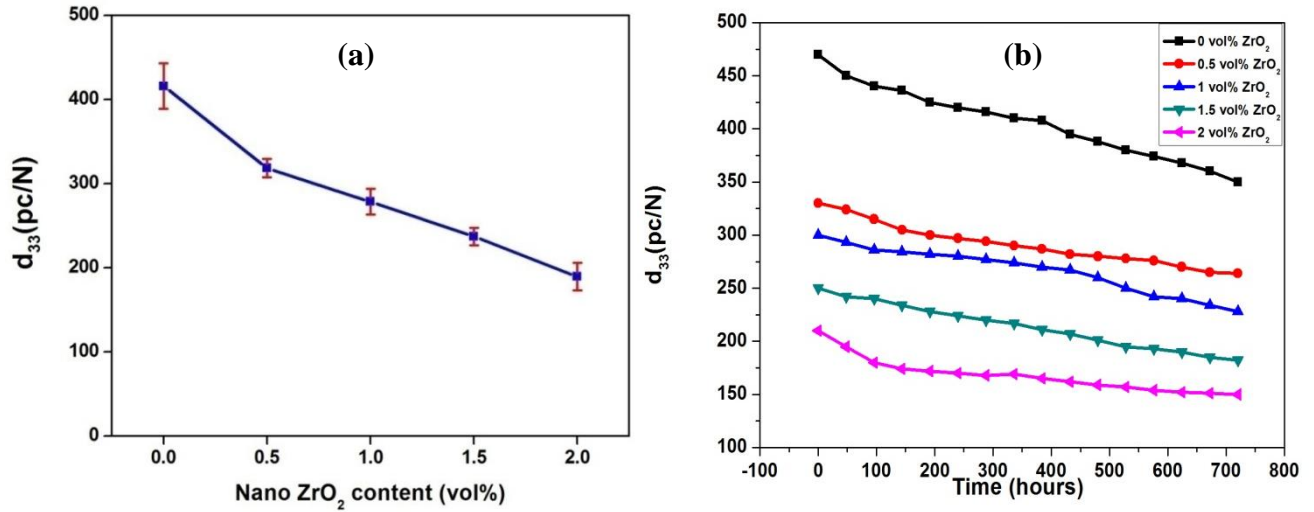 (a)
500
400
300
200
100
0
d₃₃(pc/N)
0.0 0.5 1.0 1.5 2.0
Nano ZrO₂ content (vol%)
(b)
0 vol% ZrO₂
0.5 vol% ZrO₂
1 vol% ZrO₂
1.5 vol% ZrO₂
2 vol% ZrO₂
500
450
400
350
300
250
200
150
100
d₃₃(pc/N)
-100 0 100 200 300 400 500 600 700 800
Time (hours)